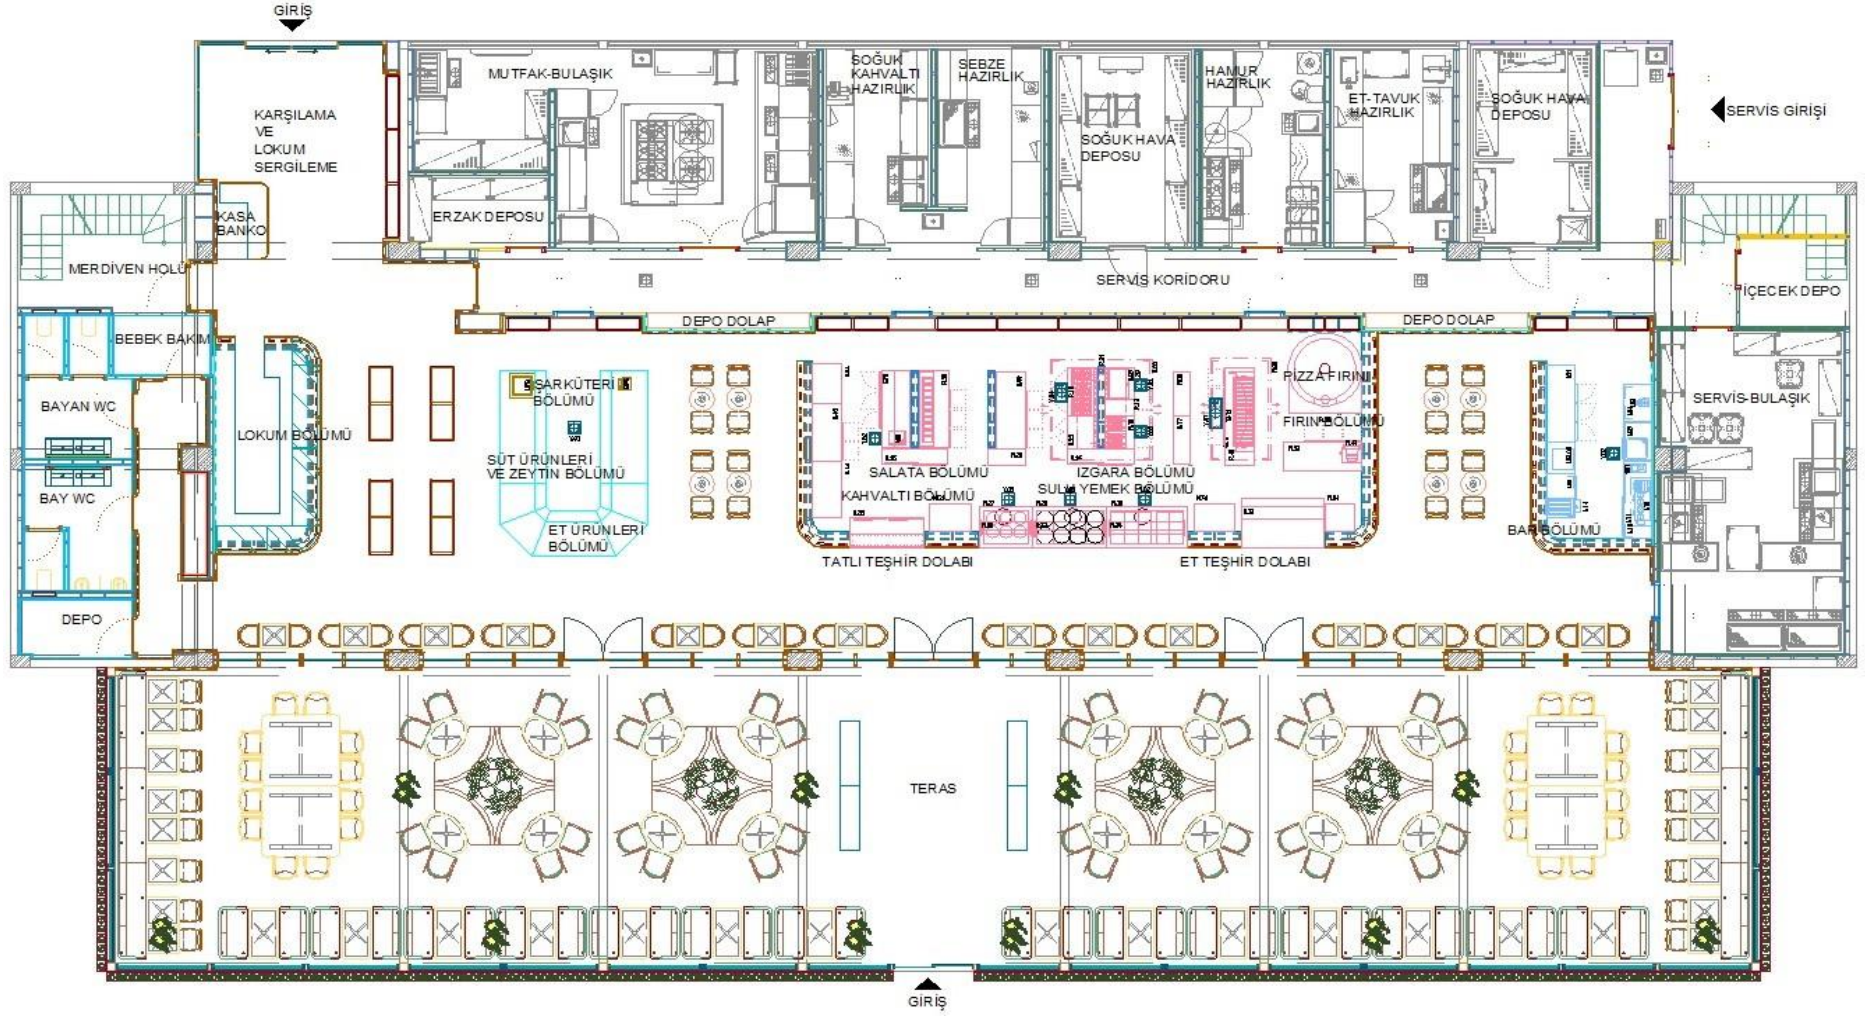 GİRİŞ
MUTFAK-BULAŞIK
SOĞUK
KAHVALTI
HAZIRLIK
SEBZE
HAZIRLIK
HAMUR
HAZIRLIK
ET-TAVUK
HAZIRLIK
SOĞUK HAVA
DEPOSU
SERVİS GİRİŞİ
KARŞILAMA
VE
LOKUM
SERGİLEME
SOĞUK HAVA
DEPOSU
KASA
BANKO
ERZAK DEPOSU
MERDİVEN HOLÜ
SERVİS KORİDORU
İÇECEK DEPO
DEPO DOLAP
DEPO DOLAP
BEBEK BAKIM
BAYAN WC
LOKUM BÖLÜMÜ
ŞARKÜTERİ
BÖLÜMÜ
SÜT ÜRÜNLERİ
VE ZEYTİN BÖLÜMÜ
ET ÜRÜNLERİ
BÖLÜMÜ
PİZZA FIRINI
FIRIN BÖLÜMÜ
SALATA BÖLÜMÜ
IZGARA BÖLÜMÜ
KAHVALTI BÖLÜMÜ
SULU YEMEK BÖLÜMÜ
SERVİS-BULAŞIK
BAY WC
BAR BÖLÜMÜ
TATLI TEŞHİR DOLABI
ET TEŞHİR DOLABI
DEPO
TERAS
GİRİŞ